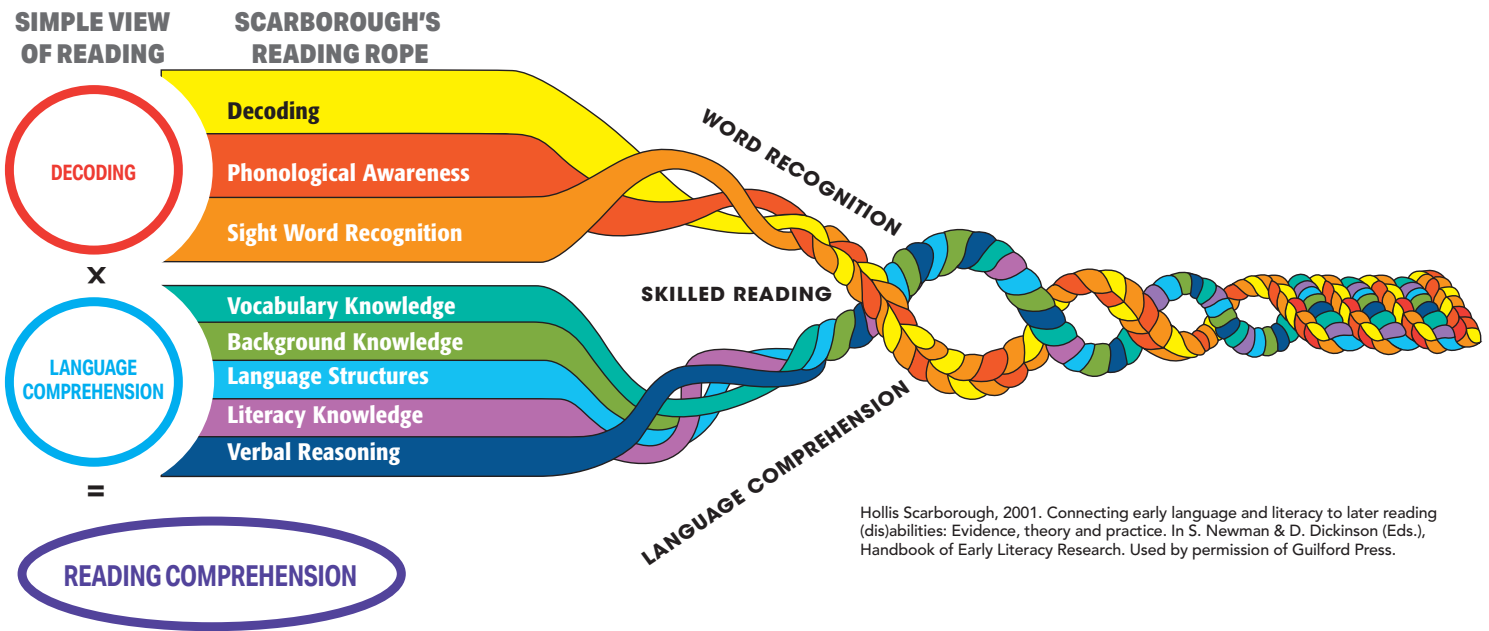 SIMPLE VIEW
OF READING
SCARBOROUGH'S
READING ROPE
DECODING
x
LANGUAGE
COMPREHENSION
=
READING COMPREHENSION
Decoding
Phonological Awareness
Sight Word Recognition
Vocabulary Knowledge
Background Knowledge
Language Structures
Literacy Knowledge
Verbal Reasoning
WORD RECOGNITION
SKILLED READING
LANGUAGE COMPREHENSION
Hollis Scarborough, 2001. Connecting early language and literacy to later reading
(dis)abilities: Evidence, theory and practice. In S. Newman & D. Dickinson (Eds.),
Handbook of Early Literacy Research. Used by permission of Guilford Press.